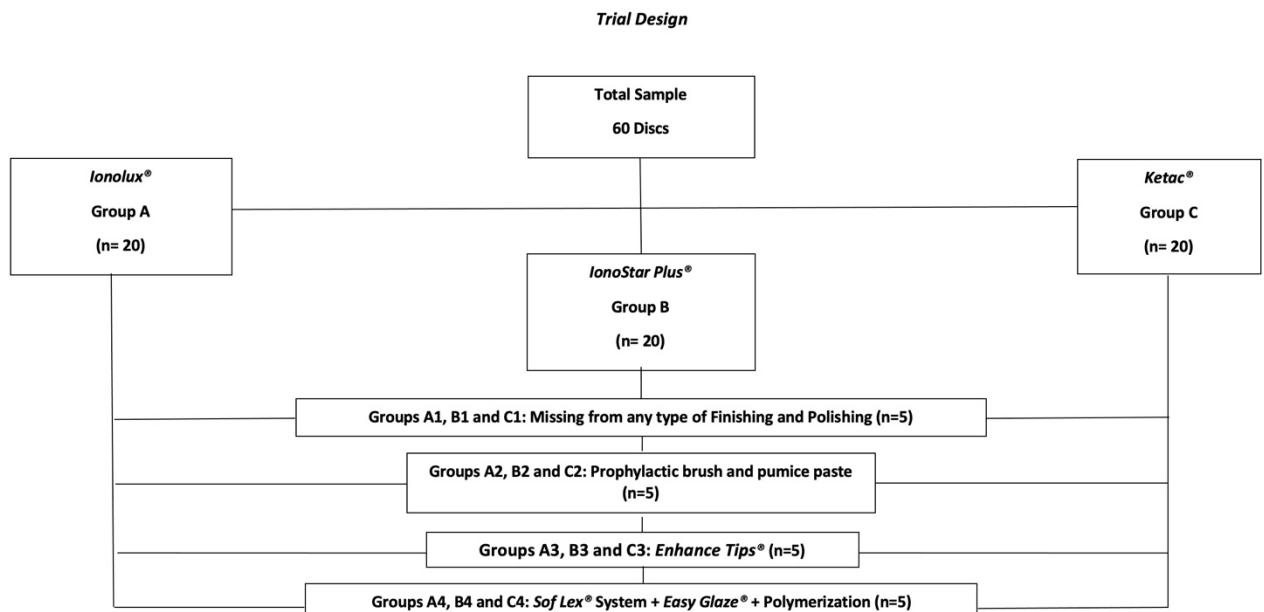 Trial Design
Total Sample
60 Discs
Ionolux®
Group A
(n= 20)
Ketac®
Group C
(n= 20)
IonoStar Plus®
Group B
(n= 20)
Groups A1, B1 and C1: Missing from any type of Finishing and Polishing (n=5)
Groups A2, B2 and C2: Prophylactic brush and pumice paste
(n=5)
Groups A3, B3 and C3: Enhance Tips® (n=5)
Groups A4, B4 and C4: Sof Lex® System + Easy Glaze® + Polymerization (n=5)